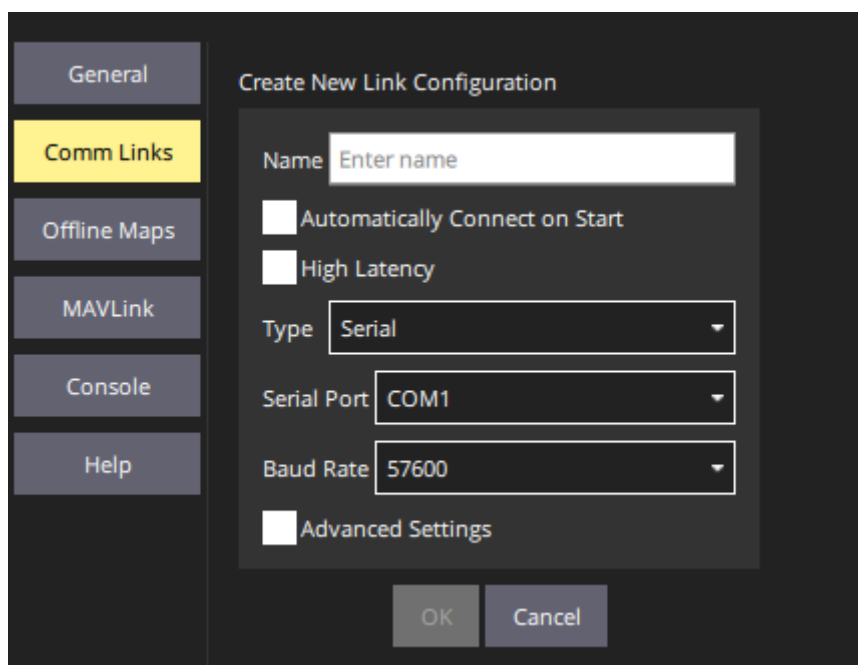 General
Comm Links
Offline Maps
MAVLink
Console
Help
Create New Link Configuration
Name Enter name
Automatically Connect on Start
High Latency
Type Serial
Serial Port COM1
Baud Rate 57600
Advanced Settings
OK Cancel